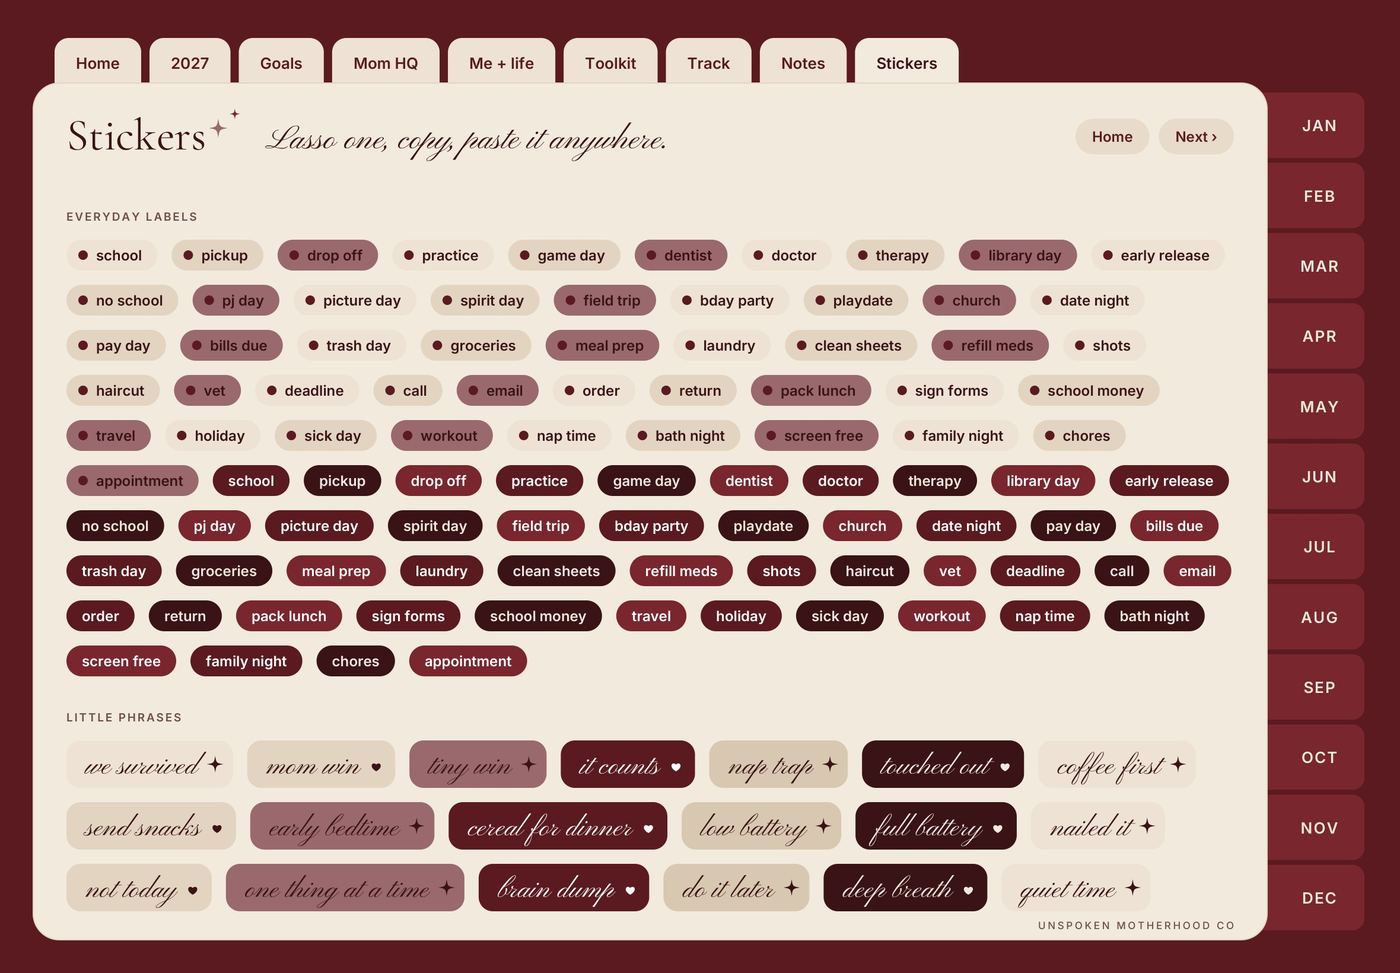 Home 2027 Goals Mom HQ Me + life Toolkit Track Notes Stickers
Stickers Lasso one, copy, paste it anywhere. Home Next ›
JAN
FEB
MAR
APR
MAY
JUN
JUL
AUG
SEP
OCT
NOV
DEC
EVERYDAY LABELS
school pickup drop off practice game day dentist doctor therapy library day early release
no school pj day picture day spirit day field trip bday party playdate church date night
pay day bills due trash day groceries meal prep laundry clean sheets refill meds shots
haircut vet deadline call email order return pack lunch sign forms school money
travel holiday sick day workout nap time bath night screen free family night chores
appointment school pickup drop off practice game day dentist doctor therapy library day early release
no school pj day picture day spirit day field trip bday party playdate church date night pay day bills due
trash day groceries meal prep laundry clean sheets refill meds shots haircut vet deadline call email
order return pack lunch sign forms school money travel holiday sick day workout nap time bath night
screen free family night chores appointment
LITTLE PHRASES
we survived mom win tiny win it counts nap trap touched out coffee first
send snacks early bedtime cereal for dinner low battery full battery nailed it
not today one thing at a time brain dump do it later deep breath quiet time
UNSPOKEN MOTHERHOOD CO